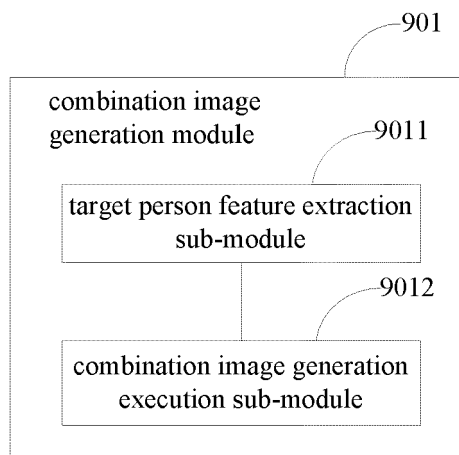 901
combination image
generation module
9011
target person feature extraction
sub-module
9012
combination image generation
execution sub-module